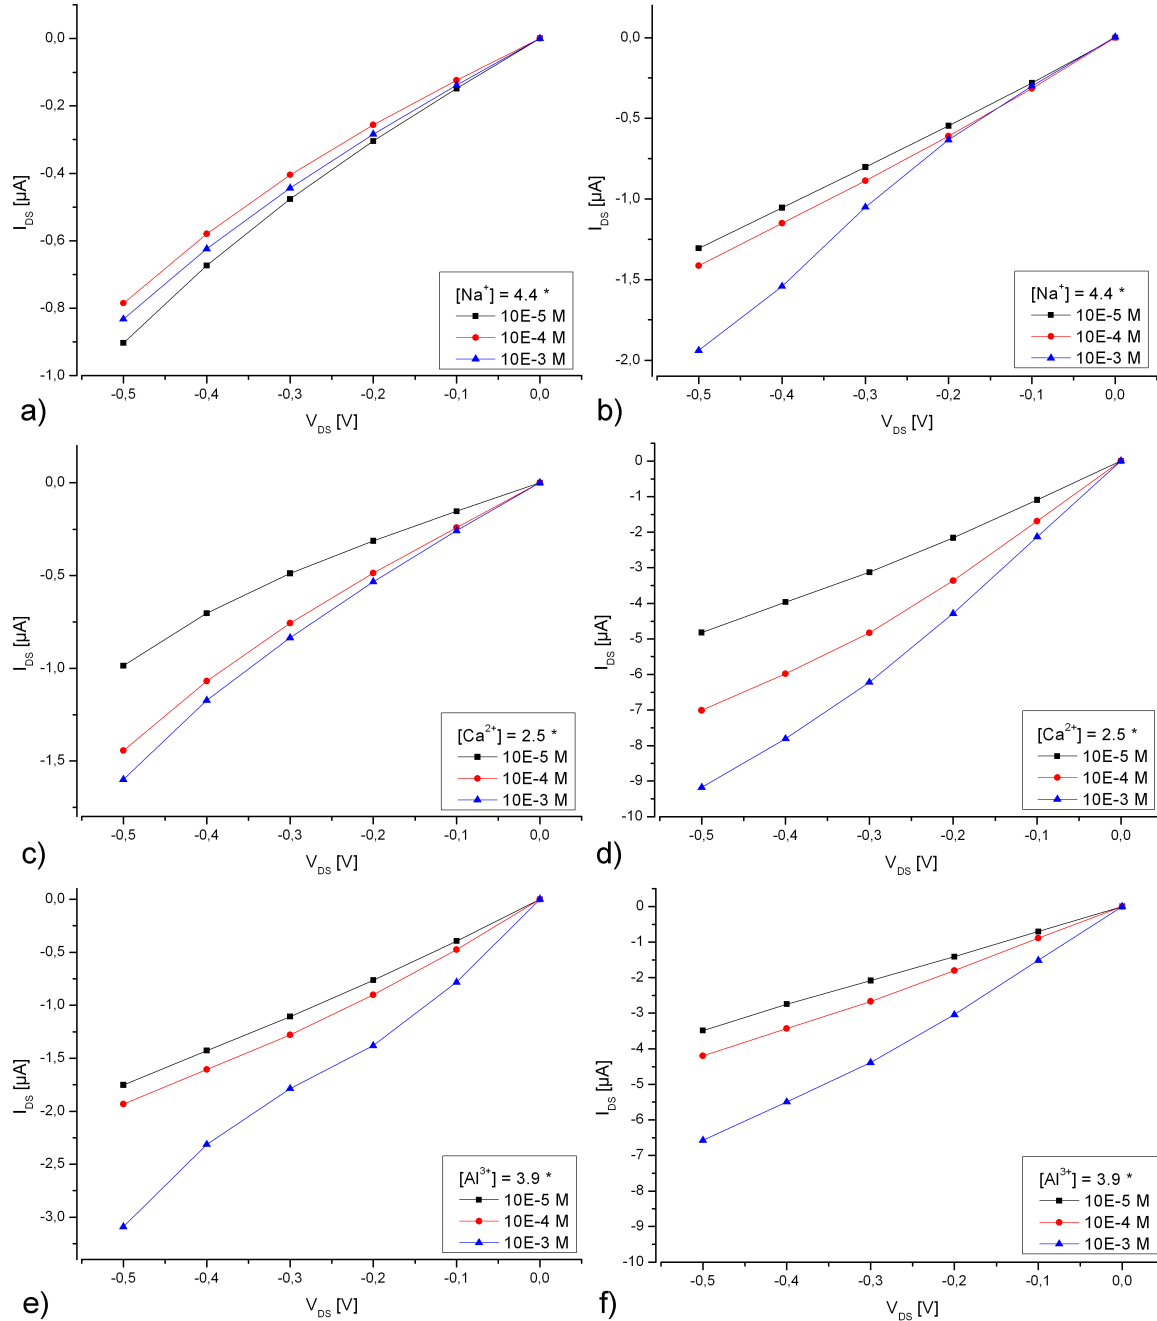 0,0
-0,2
-0,4
-0,6
-0,8
-1,0
I_DS [µA]
-0,5 -0,4 -0,3 -0,2 -0,1 0,0
V_DS [V]
[Na⁺] = 4.4 *
10E-5 M
10E-4 M
10E-3 M
a)
0,0
-0,5
-1,0
-1,5
-2,0
I_DS [µA]
-0,5 -0,4 -0,3 -0,2 -0,1 0,0
V_DS [V]
[Na⁺] = 4.4 *
10E-5 M
10E-4 M
10E-3 M
b)
0,0
-0,5
-1,0
-1,5
I_DS [µA]
-0,5 -0,4 -0,3 -0,2 -0,1 0,0
V_DS [V]
[Ca²⁺] = 2.5 *
10E-5 M
10E-4 M
10E-3 M
c)
0
-1
-2
-3
-4
-5
-6
-7
-8
-9
-10
I_DS [µA]
-0,5 -0,4 -0,3 -0,2 -0,1 0,0
V_DS [V]
[Ca²⁺] = 2.5 *
10E-5 M
10E-4 M
10E-3 M
d)
0,0
-0,5
-1,0
-1,5
-2,0
-2,5
-3,0
I_DS [µA]
-0,5 -0,4 -0,3 -0,2 -0,1 0,0
V_DS [V]
[Al³⁺] = 3.9 *
10E-5 M
10E-4 M
10E-3 M
e)
0
-1
-2
-3
-4
-5
-6
-7
-8
-9
-10
I_DS [µA]
-0,5 -0,4 -0,3 -0,2 -0,1 0,0
V_DS [V]
[Al³⁺] = 3.9 *
10E-5 M
10E-4 M
10E-3 M
f)